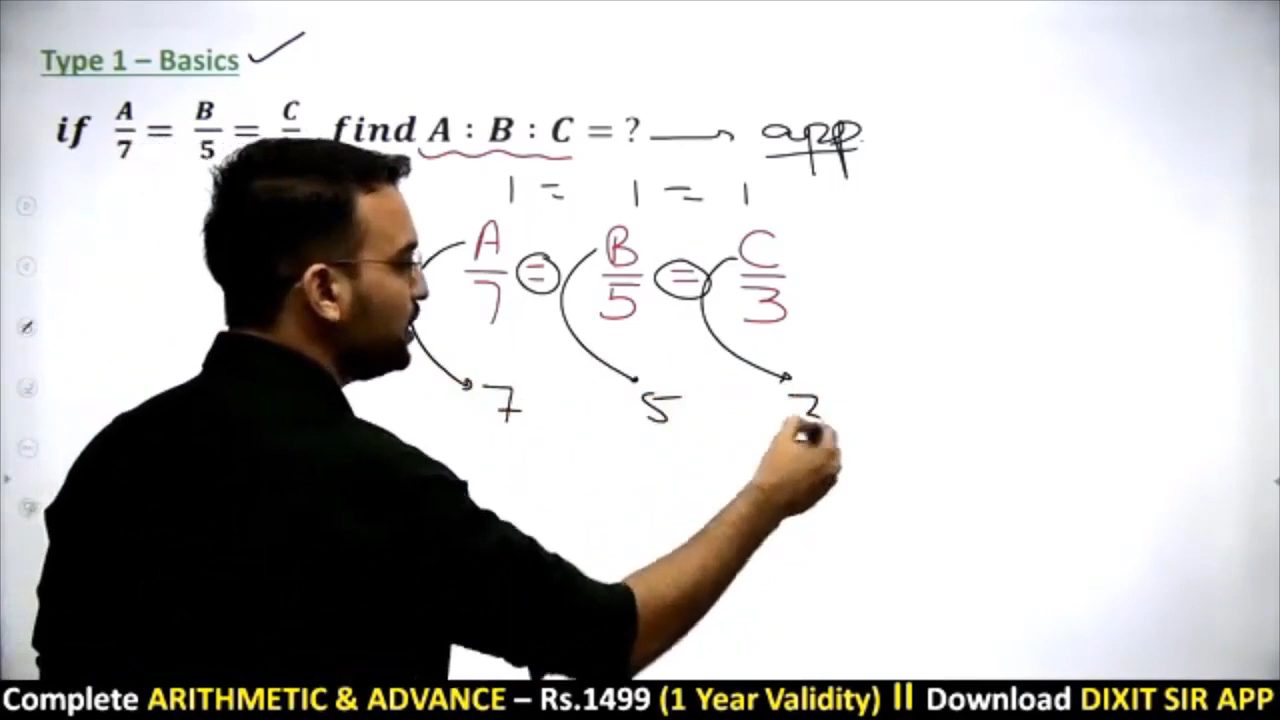 Type 1 – Basics
if A/7 = B/5 = C find A : B : C = ? app.
1 = 1 = 1
A/7 = B/5 = C/3
7 5 3
Complete ARITHMETIC & ADVANCE – Rs.1499 (1 Year Validity) II Download DIXIT SIR APP